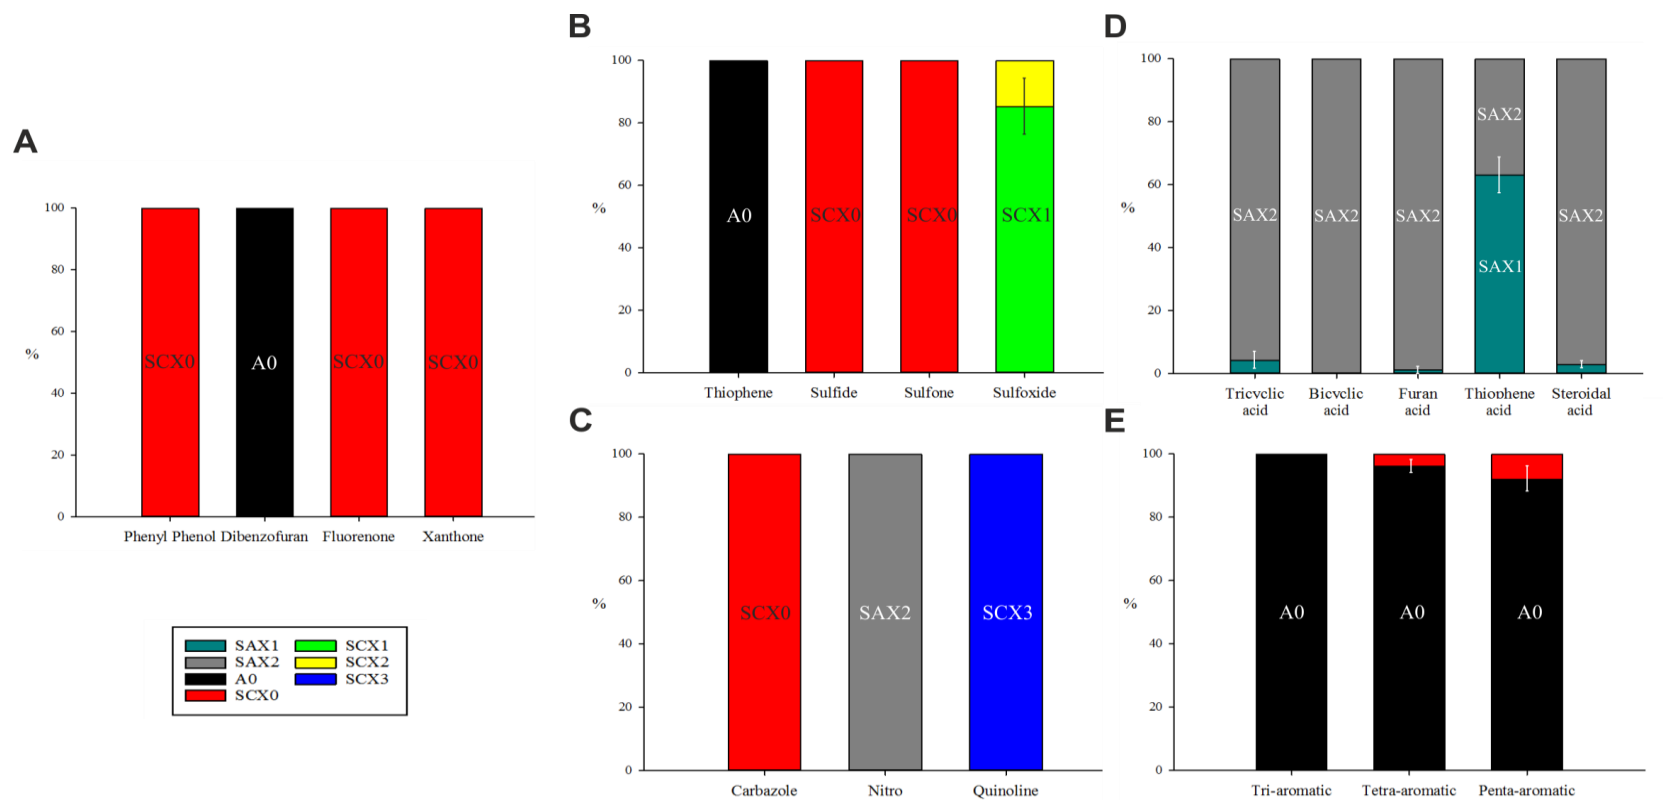 A
100
80
60
%
40
20
0
SCX0
A0
SCX0
SCX0
Phenyl Phenol
Dibenzofuran
Fluorenone
Xanthone
SAX1
SAX2
A0
SCX0
SCX1
SCX2
SCX3
B
100
80
60
%
40
20
0
A0
SCX0
SCX0
SCX1
Thiophene
Sulfide
Sulfone
Sulfoxide
C
100
80
60
%
40
20
0
SCX0
SAX2
SCX3
Carbazole
Nitro
Quinoline
D
100
80
60
%
40
20
0
SAX2
SAX2
SAX2
SAX2
SAX1
SAX2
Tricyclic
acid
Bicyclic
acid
Furan
acid
Thiophene
acid
Steroidal
acid
E
100
80
60
%
40
20
0
A0
A0
A0
Tri-aromatic
Tetra-aromatic
Penta-aromatic